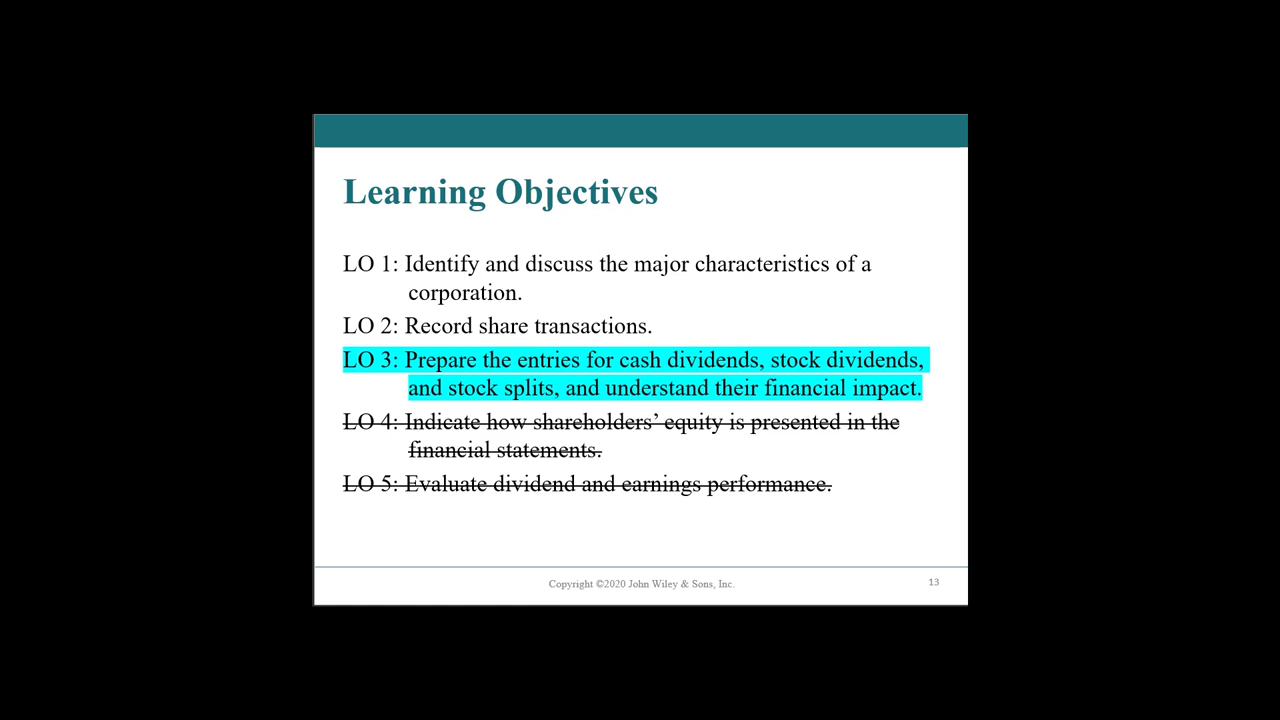 Learning Objectives
LO 1: Identify and discuss the major characteristics of a
corporation.
LO 2: Record share transactions.
LO 3: Prepare the entries for cash dividends, stock dividends,
and stock splits, and understand their financial impact.
LO 4: Indicate how shareholders’ equity is presented in the
financial statements.
LO 5: Evaluate dividend and earnings performance.
Copyright ©2020 John Wiley & Sons, Inc.
13